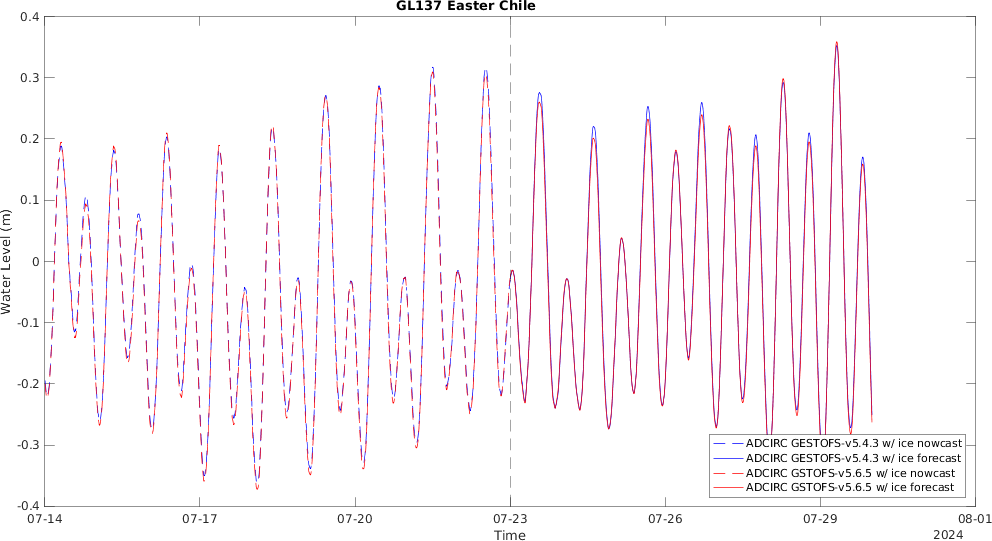 GL137 Easter Chile
0.4
0.3
0.2
0.1
0
-0.1
-0.2
-0.3
-0.4
Water Level (m)
ADCIRC GESTOFS-v5.4.3 w/ ice nowcast
ADCIRC GESTOFS-v5.4.3 w/ ice forecast
ADCIRC GSTOFS-v5.6.5 w/ ice nowcast
ADCIRC GSTOFS-v5.6.5 w/ ice forecast
07-14 07-17 07-20 07-23 07-26 07-29 08-01
Time
2024